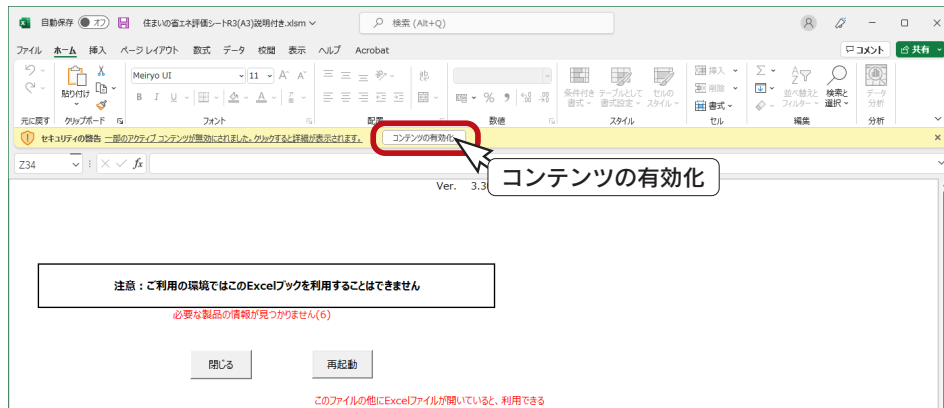 自動保存 オフ 住まいの省エネ評価シートR3(A3)説明付き.xlsm 検索 (Alt+Q)
ファイル ホーム 挿入 ページ レイアウト 数式 データ 校閲 表示 ヘルプ Acrobat コメント 共有
貼り付け Meiryo UI 11 A^ A˅ % 条件付き書式 テーブルとして書式設定 セルのスタイル 挿入 削除 書式 並べ替えとフィルター 検索と選択 データ分析
B I U A
元に戻す クリップボード フォント 配置 数値 スタイル セル 編集 分析
セキュリティの警告 一部のアクティブ コンテンツが無効にされました。クリックすると詳細が表示されます。 コンテンツの有効化
Z34 fx
コンテンツの有効化
Ver. 3.3
注意：ご利用の環境ではこのExcelブックを利用することはできません
必要な製品の情報が見つかりません(6)
閉じる 再起動
このファイルの他にExcelファイルが開いていると、利用できる